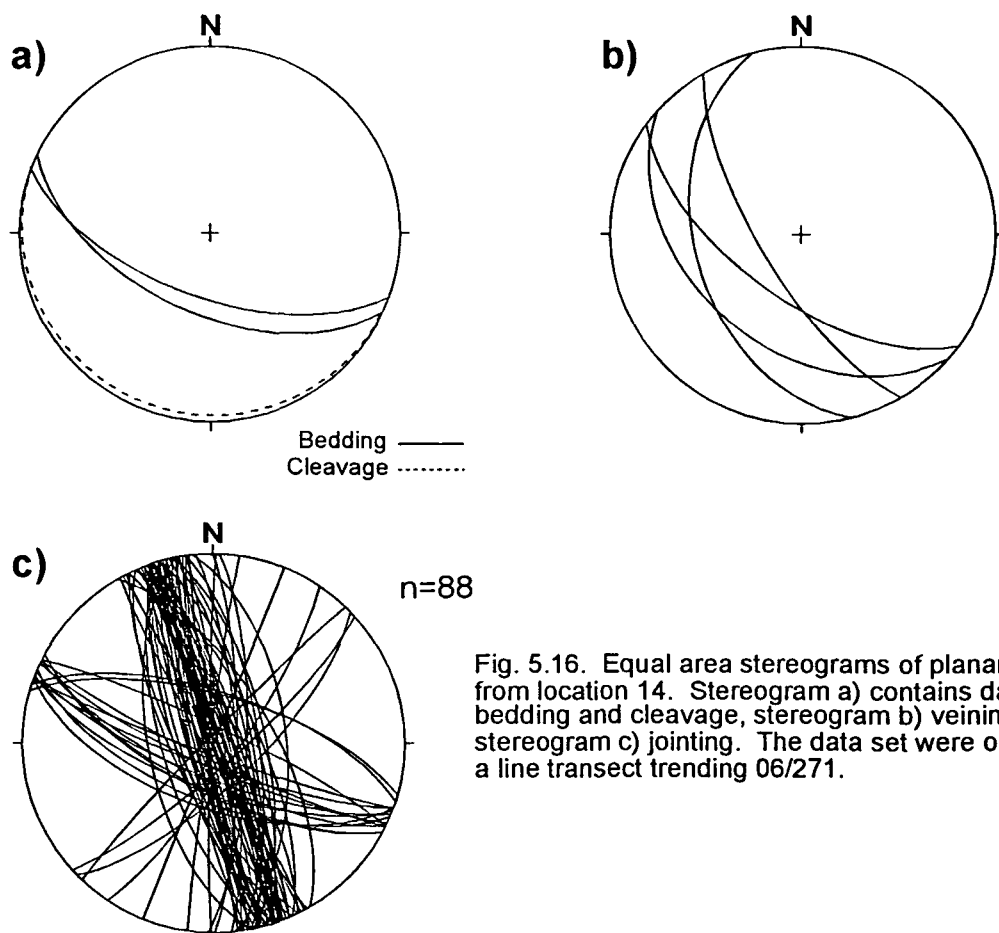 N
a)
N
b)
Bedding
Cleavage
N
c)
n=88
Fig. 5.16. Equal area stereograms of planar
from location 14. Stereogram a) contains da
bedding and cleavage, stereogram b) veinin
stereogram c) jointing. The data set were o
a line transect trending 06/271.